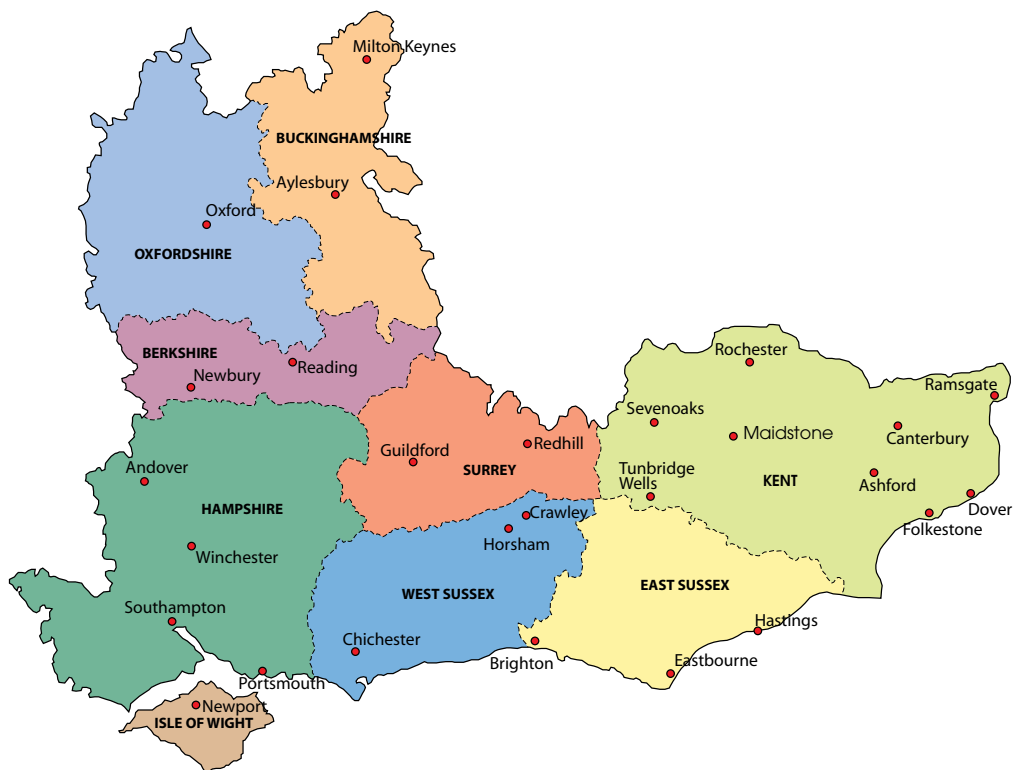 Milton Keynes
BUCKINGHAMSHIRE
Aylesbury
Oxford
OXFORDSHIRE
BERKSHIRE
Reading
Newbury
Rochester
Ramsgate
Sevenoaks
Maidstone
Canterbury
Redhill
Guildford
SURREY
Tunbridge
Wells
KENT
Ashford
Andover
HAMPSHIRE
Crawley
Dover
Folkestone
Horsham
Winchester
EAST SUSSEX
WEST SUSSEX
Southampton
Hastings
Chichester
Brighton
Eastbourne
Portsmouth
Newport
ISLE OF WIGHT